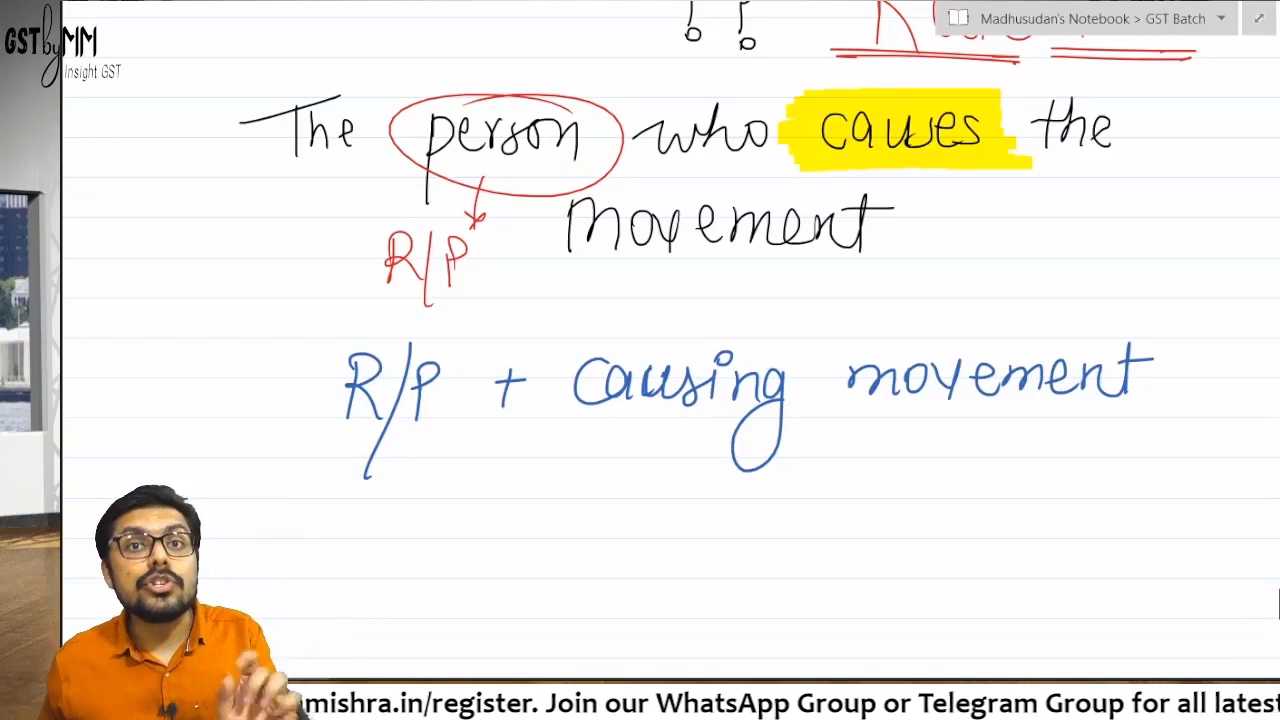 GST by MM
Insight GST
Madhusudan's Notebook > GST Batch
The person who causes the
movement
R/P
R/P + causing movement
mishra.in/register. Join our WhatsApp Group or Telegram Group for all latest